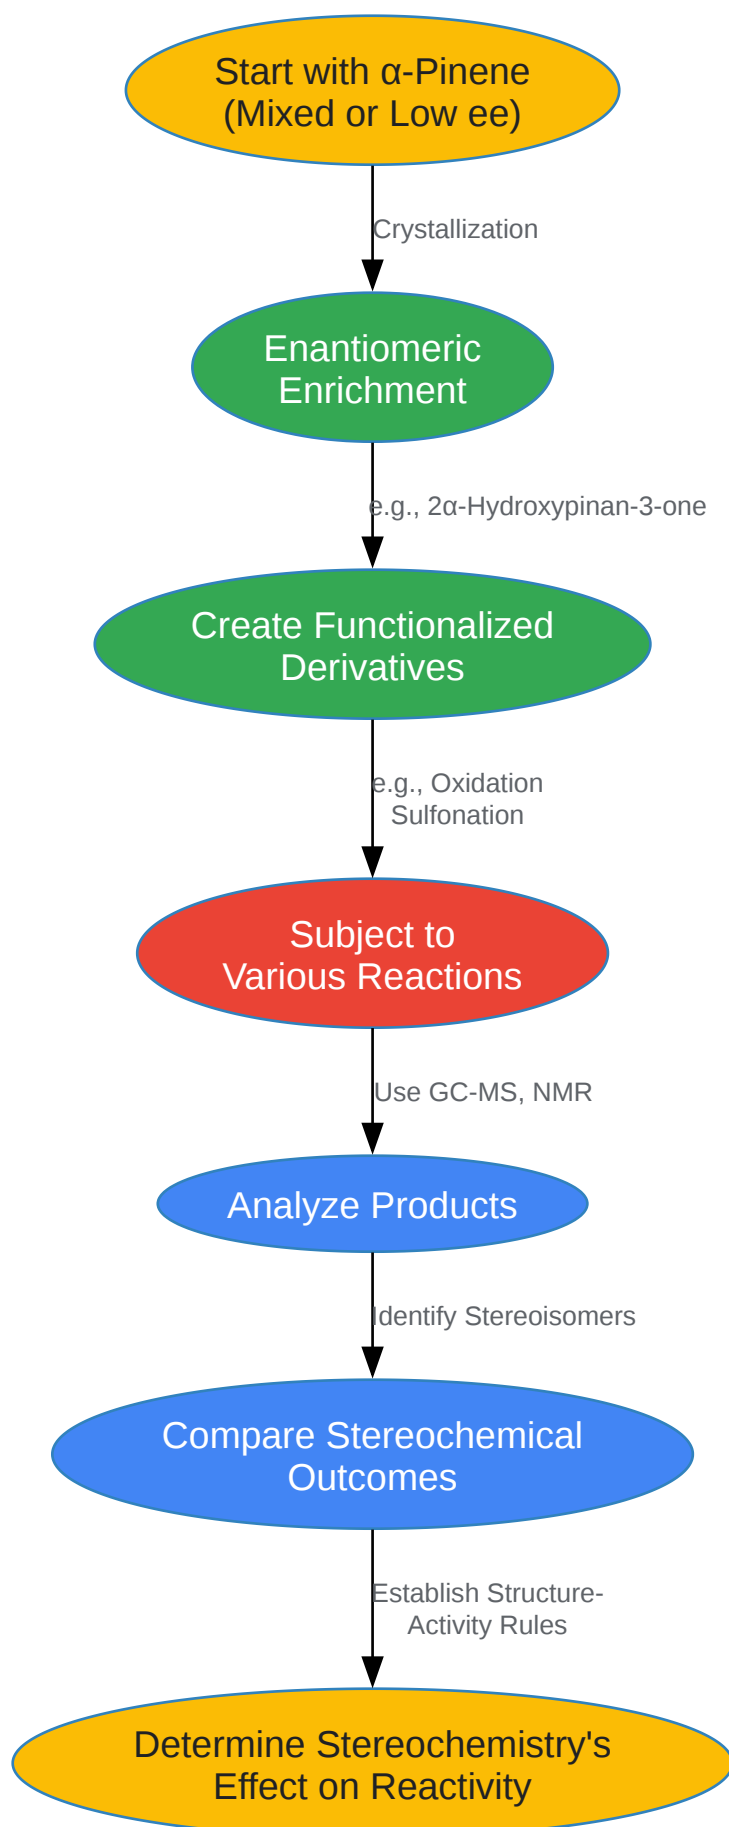 Start with α-Pinene
(Mixed or Low ee)
Crystallization
Enantiomeric
Enrichment
e.g., 2α-Hydroxypinan-3-one
Create Functionalized
Derivatives
e.g., Oxidation
Sulfonation
Subject to
Various Reactions
Use GC-MS, NMR
Analyze Products
Identify Stereoisomers
Compare Stereochemical
Outcomes
Establish Structure-
Activity Rules
Determine Stereochemistry's
Effect on Reactivity